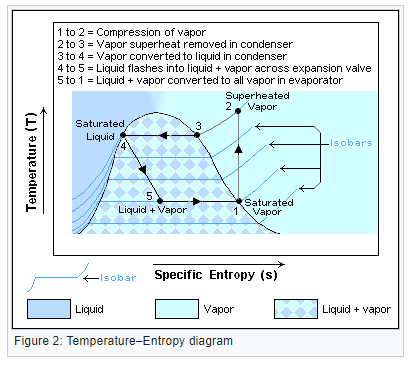 1 to 2 = Compression of vapor
2 to 3 = Vapor superheat removed in condenser
3 to 4 = Vapor converted to liquid in condenser
4 to 5 = Liquid flashes into liquid + vapor across expansion valve
5 to 1 = Liquid + vapor converted to all vapor in evaporator
Temperature (T)
Superheated
2 Vapor
Saturated
Liquid
3
4
Isobars
5
Liquid + Vapor
1
Saturated
Vapor
Specific Entropy (s)
Isobar
Liquid
Vapor
Liquid + vapor
Figure 2: Temperature–Entropy diagram